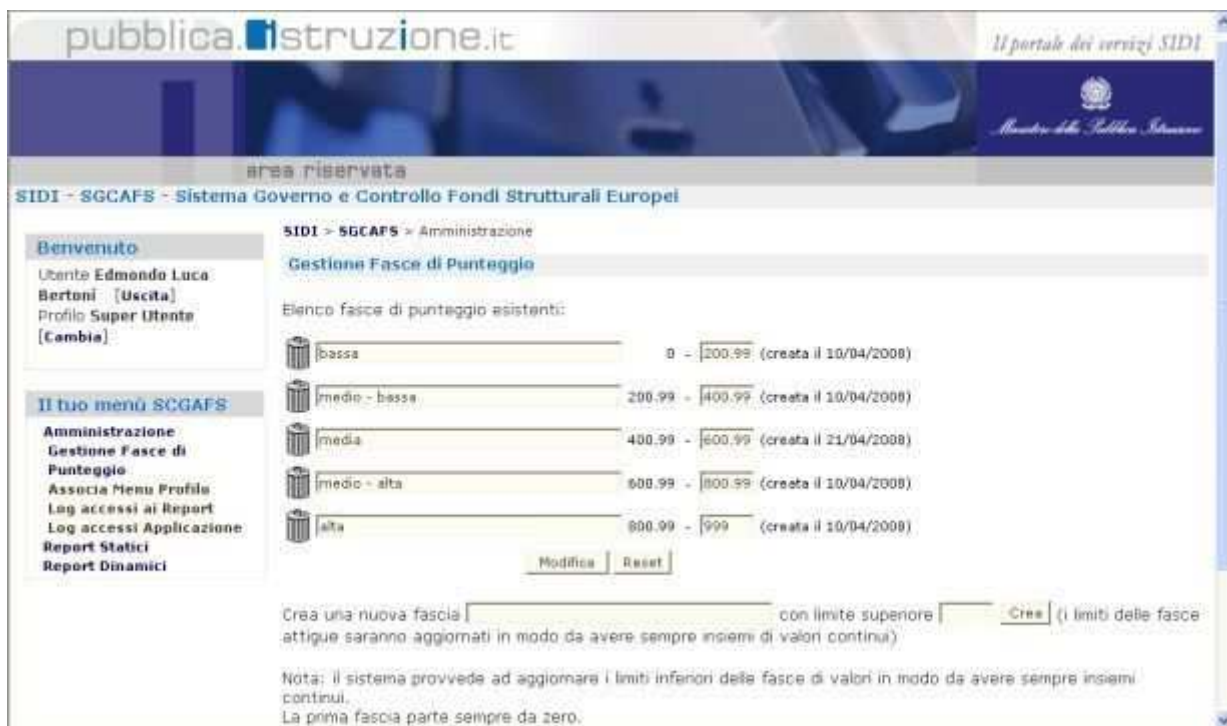 pubblica.istruzione.it
Il portale dei servizi SIDI
Ministero della Pubblica Istruzione
area riservata
SIDI - SGCAFS - Sistema Governo e Controllo Fondi Strutturali Europei
Benvenuto
Utente Edmondo Luca
Bertoni [Uscita]
Profilo Super Utente
[Cambia]
Il tuo menù SCGAFS
Amministrazione
Gestione Fasce di
Punteggio
Associa Menu Profilo
Log accessi ai Report
Log accessi Applicazione
Report Statici
Report Dinamici
SIDI > SGCAFS > Amministrazione
Gestione Fasce di Punteggio
Elenco fasce di punteggio esistenti:
bassa 0 - 200.99 (creata il 10/04/2008)
medio - bassa 200.99 - 400.99 (creata il 10/04/2008)
media 400.99 - 600.99 (creata il 21/04/2008)
medio - alta 600.99 - 800.99 (creata il 10/04/2008)
alta 800.99 - 999 (creata il 10/04/2008)
Modifica Reset
Crea una nuova fascia con limite superiore Crea (i limiti delle fasce
attigue saranno aggiornati in modo da avere sempre insiemi di valori continui)
Nota: il sistema provvede ad aggiornare i limiti inferiori delle fasce di valori in modo da avere sempre insiemi
continui.
La prima fascia parte sempre da zero.